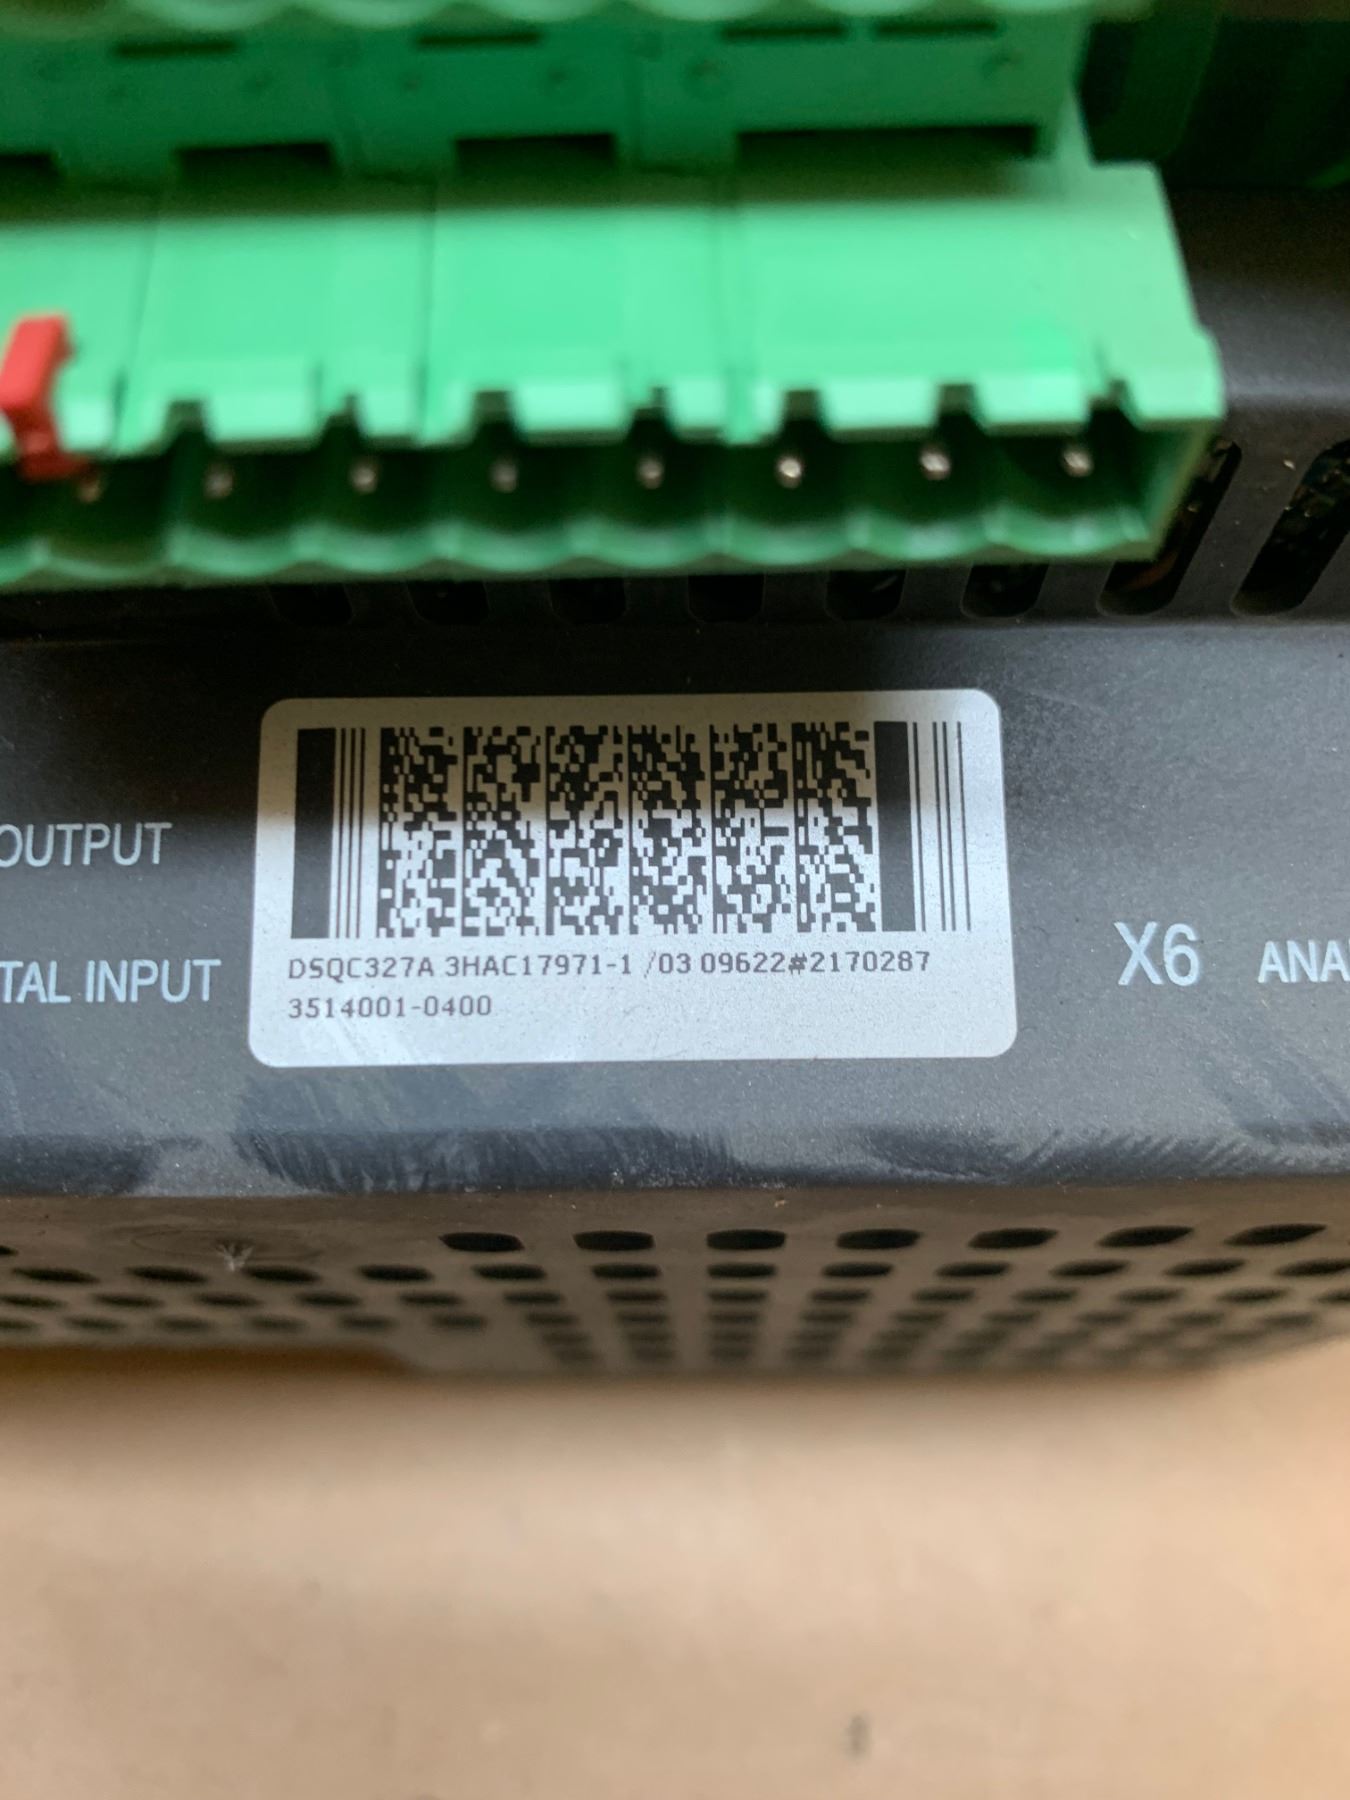 OUTPUT
TAL INPUT
DSQC327A 3HAC17971-1 /03 09622#2170287
3514001-0400
X6 ANA